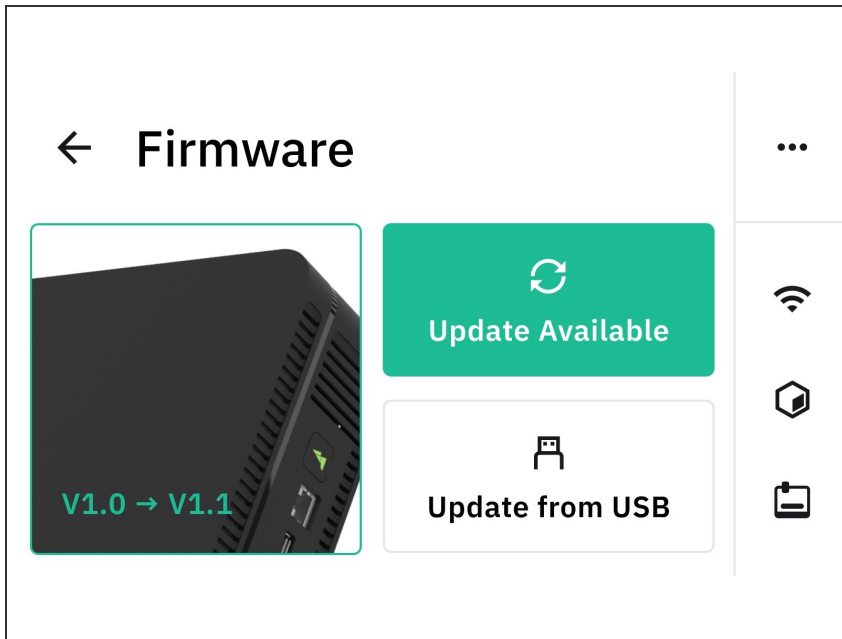 Firmware
Update Available
V1.0 → V1.1
Update from USB